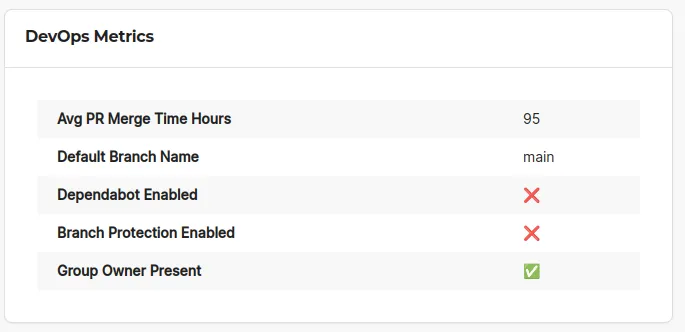 DevOps Metrics
Avg PR Merge Time Hours 95
Default Branch Name main
Dependabot Enabled ❌
Branch Protection Enabled ❌
Group Owner Present ✅